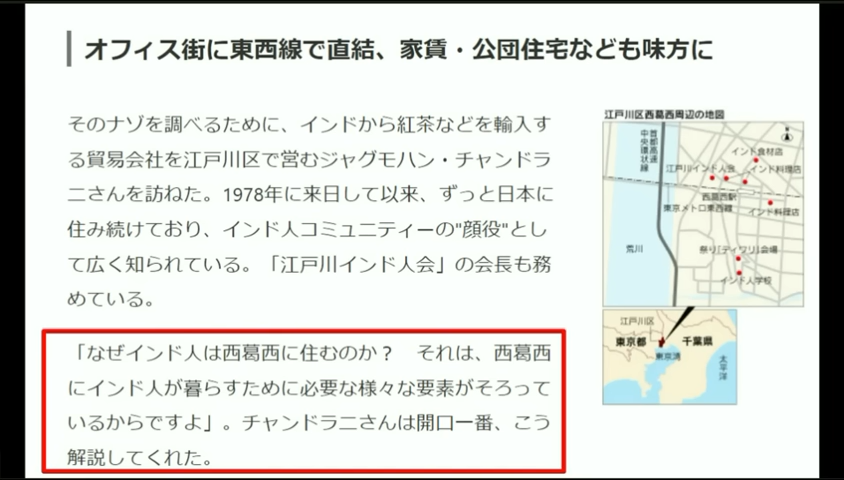 オフィス街に東西線で直結、家賃・公団住宅なども味方に
そのナゾを調べるために、インドから紅茶などを輸入す
る貿易会社を江戸川区で営むジャグモハン・チャンドラ
ニさんを訪ねた。1978年に来日して以来、ずっと日本に
住み続けており、インド人コミュニティーの"顔役"とし
て広く知られている。「江戸川インド人会」の会長も務
めている。
「なぜインド人は西葛西に住むのか？　それは、西葛西
にインド人が暮らすために必要な様々な要素がそろって
いるからですよ」。チャンドラニさんは開口一番、こう
解説してくれた。
江戸川区西葛西周辺の地図
首都高速
中央環状線
インド食材店
江戸川インド人会
インド料理店
西葛西駅
東京メトロ東西線
インド料理店
荒川
祭り「ディワリ」会場
インド人学校
江戸川区
東京都
千葉県
東京湾
太平洋